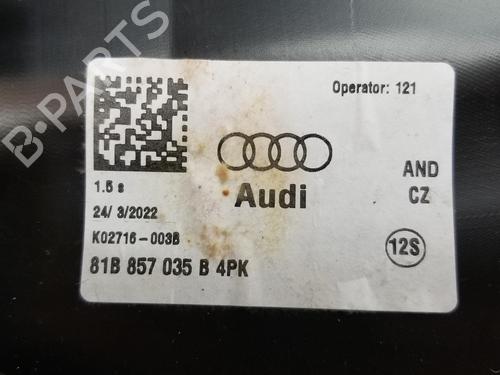 Operator: 121
Audi
AND
CZ
1.5 s
24/ 3/2022
K02716-003B
12S
81B 857 035 B 4PK
B-PARTS